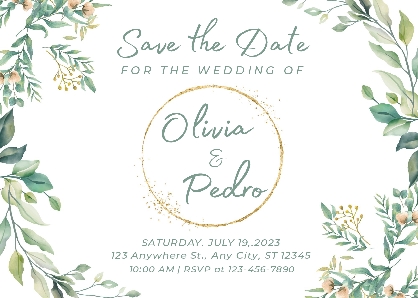 Save the Date
FOR THE WEDDING OF
Olivia
&
Pedro
SATURDAY, JULY 19,.2023
123 Anywhere St., Any City, ST 12345
10:00 AM | RSVP at 123-456-7890